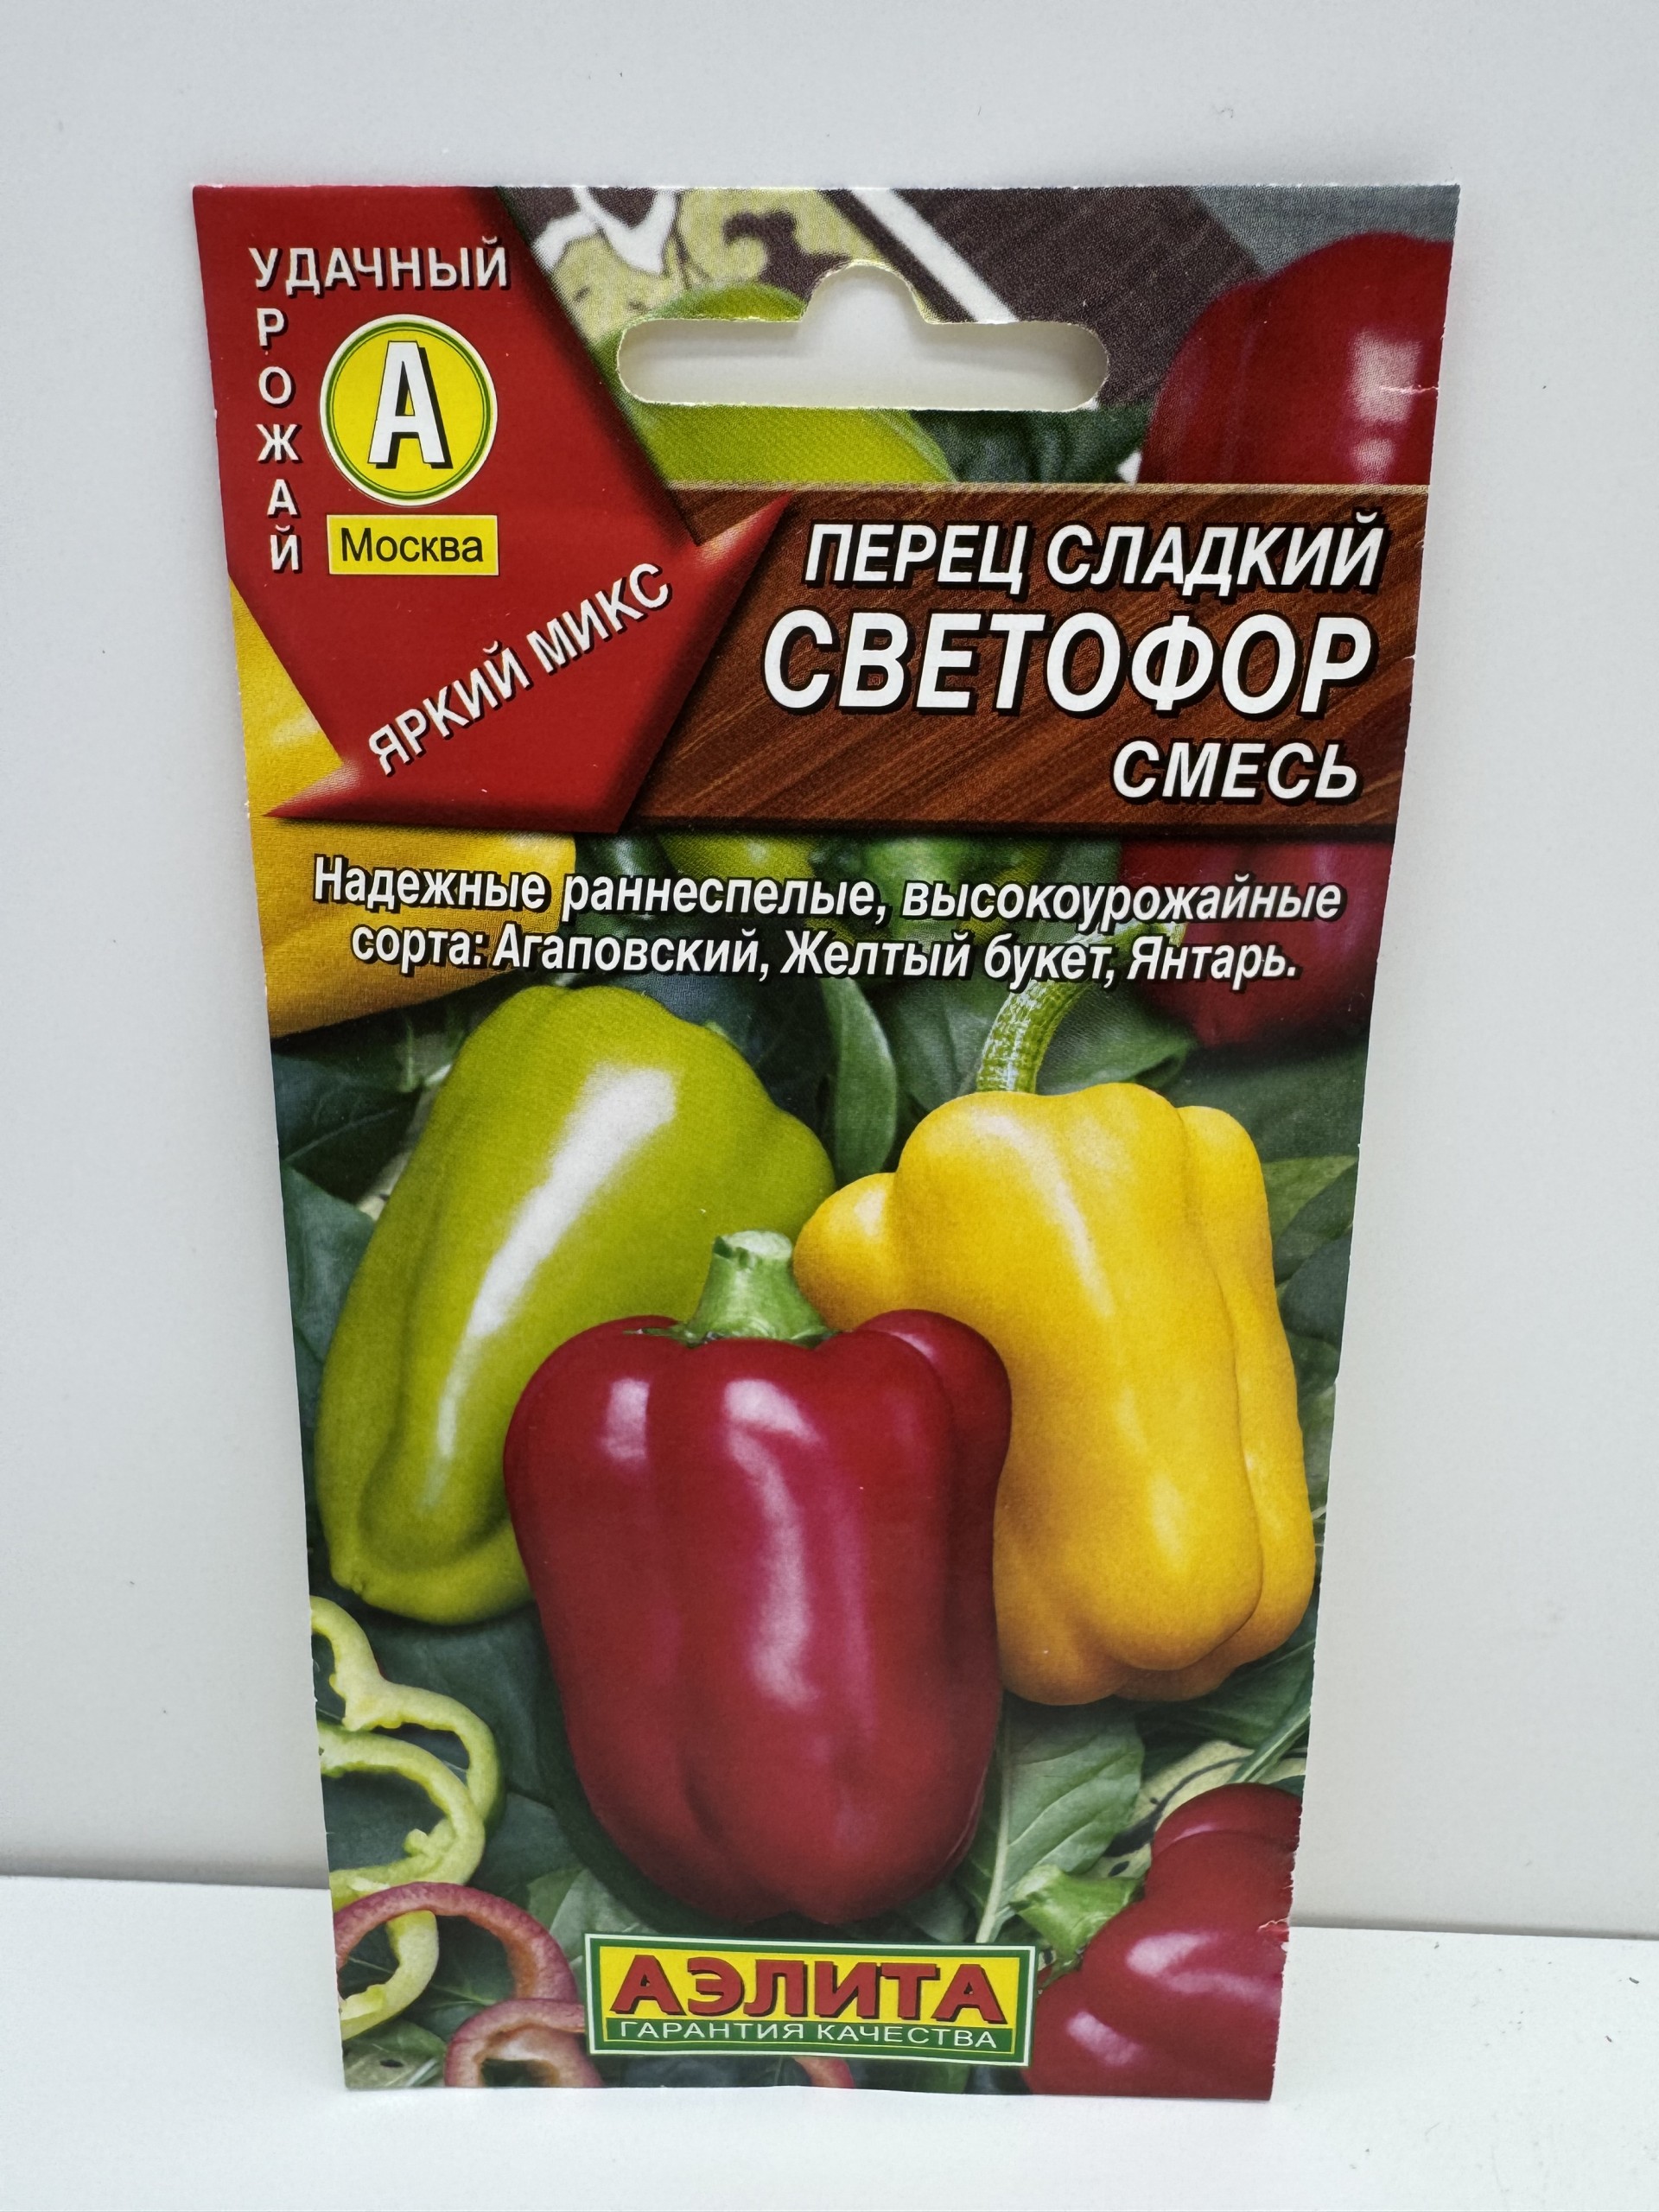 УДАЧНЫЙ
УРОЖАЙ
А
Москва
ЯРКИЙ МИКС
ПЕРЕЦ СЛАДКИЙ
СВЕТОФОР
СМЕСЬ
Надежные раннеспелые, высокоурожайные
сорта: Агаповский, Желтый букет, Янтарь.
АЭЛИТА
ГАРАНТИЯ КАЧЕСТВА